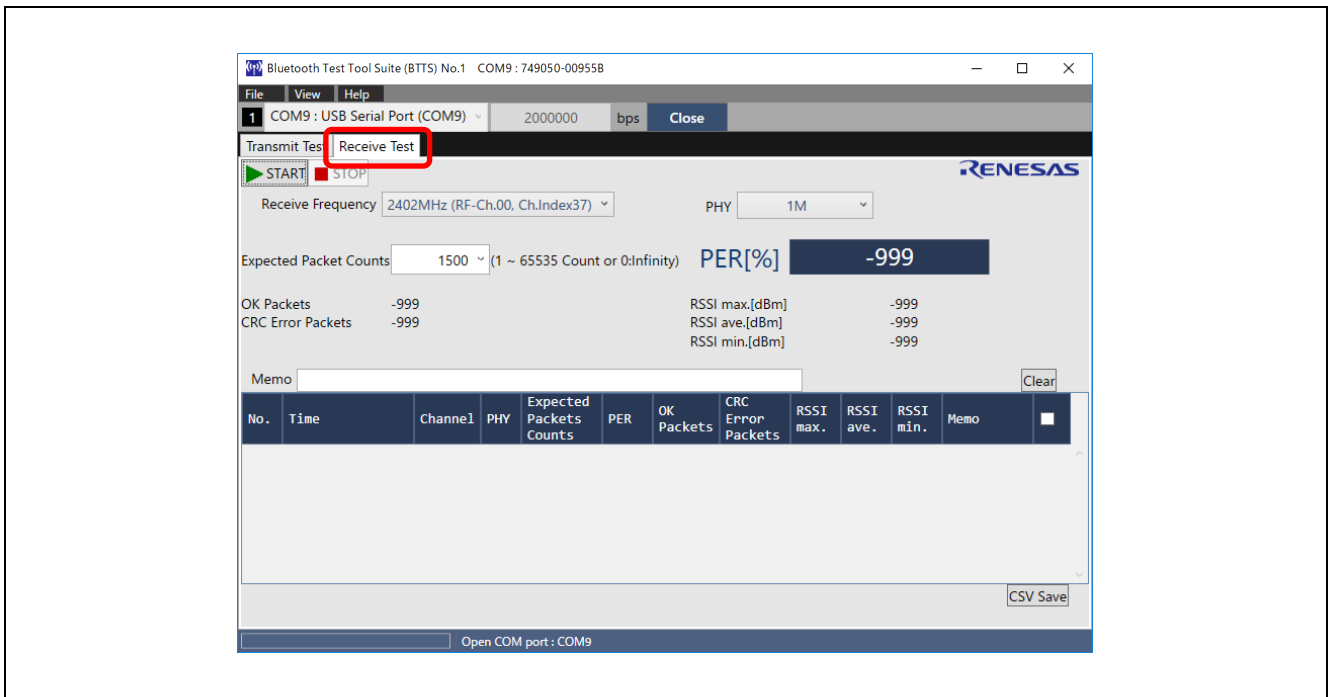 Bluetooth Test Tool Suite (BTTS) No.1 COM9 : 749050-00955B
File View Help
1 COM9 : USB Serial Port (COM9) 2000000 bps Close
Transmit Test Receive Test
START STOP RENESAS
Receive Frequency 2402MHz (RF-Ch.00, Ch.Index37) PHY 1M
Expected Packet Counts 1500 (1 ~ 65535 Count or 0:Infinity) PER[%] -999
OK Packets -999 RSSI max.[dBm] -999
CRC Error Packets -999 RSSI ave.[dBm] -999
RSSI min.[dBm] -999
Memo Clear
No. Time Channel PHY Expected Packets Counts PER OK Packets CRC Error Packets RSSI max. RSSI ave. RSSI min. Memo
CSV Save
Open COM port : COM9